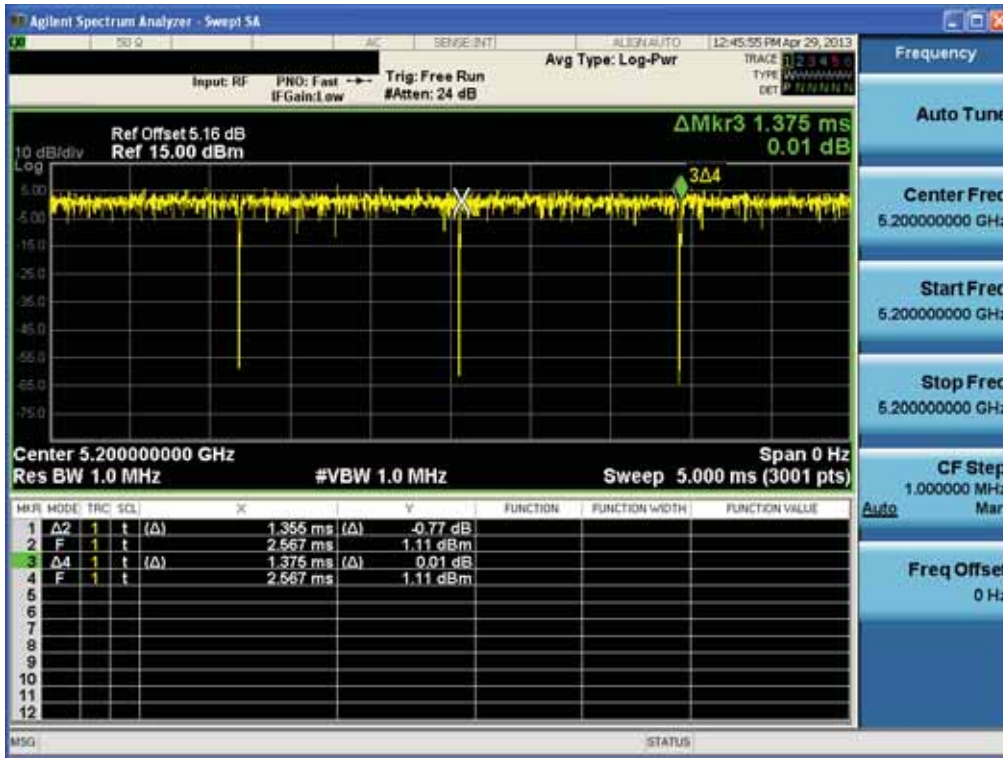 Agilent Spectrum Analyzer - Swept SA
50 Ω AC SENSE:INT ALIGN AUTO 12:45:55 PM Apr 29, 2013
Input: RF PNO: Fast Trig: Free Run Avg Type: Log-Pwr TRACE 1 2 3 4 5 6
IFGain:Low #Atten: 24 dB TYPE
DET P N N N N N
Ref Offset 5.16 dB ΔMkr3 1.375 ms
10 dB/div Ref 15.00 dBm 0.01 dB
Log
3Δ4
5.00
-5.00
-15.0
-25.0
-35.0
-45.0
-55.0
-65.0
-75.0
Center 5.200000000 GHz Span 0 Hz
Res BW 1.0 MHz #VBW 1.0 MHz Sweep 5.000 ms (3001 pts)
MKR MODE TRC SCL X Y FUNCTION FUNCTION WIDTH FUNCTION VALUE
1 Δ2 1 t (Δ) 1.355 ms (Δ) -0.77 dB
2 F 1 t 2.567 ms 1.11 dBm
3 Δ4 1 t (Δ) 1.375 ms (Δ) 0.01 dB
4 F 1 t 2.567 ms 1.11 dBm
5
6
7
8
9
10
11
12
MSG STATUS
Frequency
Auto Tune
Center Freq
5.200000000 GHz
Start Freq
5.200000000 GHz
Stop Freq
5.200000000 GHz
CF Step
1.000000 MHz
Auto Man
Freq Offset
0 Hz